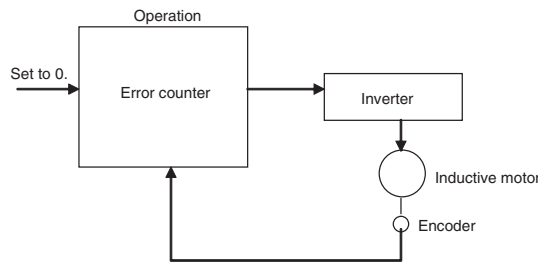 Operation
Set to 0.
Error counter
Inverter
Inductive motor
Encoder